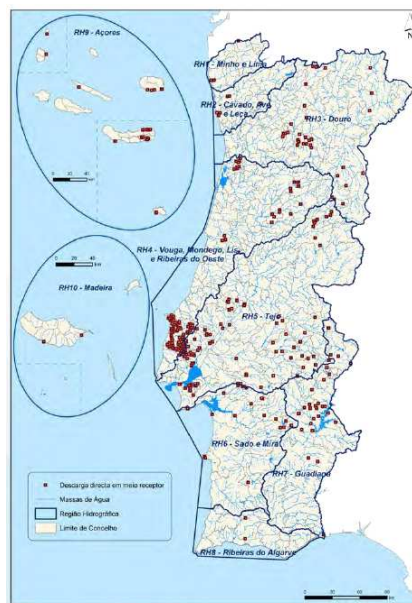 RH9 - Açores
N
RH1 - Minho e Lima
RH2 - Cavado, Ave
e Leça
RH3 - Douro
RH4 - Vouga, Mondego, Lis
e Ribeiras do Oeste
RH10 - Madeira
RH5 - Tejo
RH6 - Sado e Mira
RH7 - Guadiana
RH8 - Ribeiras do Algarve
Descarga directa em meio receptor
Massas de Água
Região Hidrográfica
Limite de Concelho